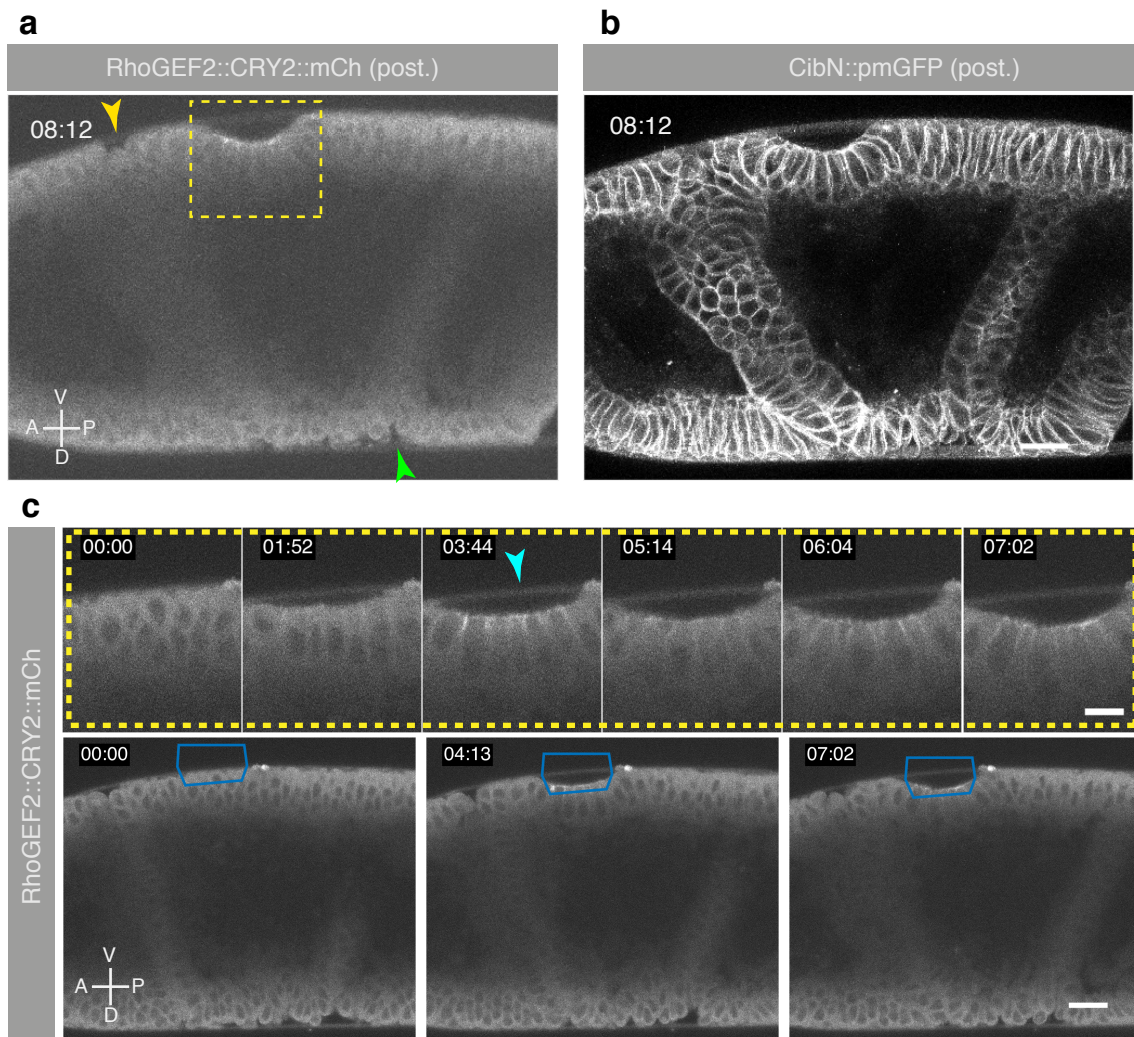 a
RhoGEF2::CRY2::mCh (post.)
08:12
V
A P
D
b
CibN::pmGFP (post.)
08:12
c
RhoGEF2::CRY2::mCh
00:00
01:52
03:44
05:14
06:04
07:02
00:00
04:13
07:02
V
A P
D